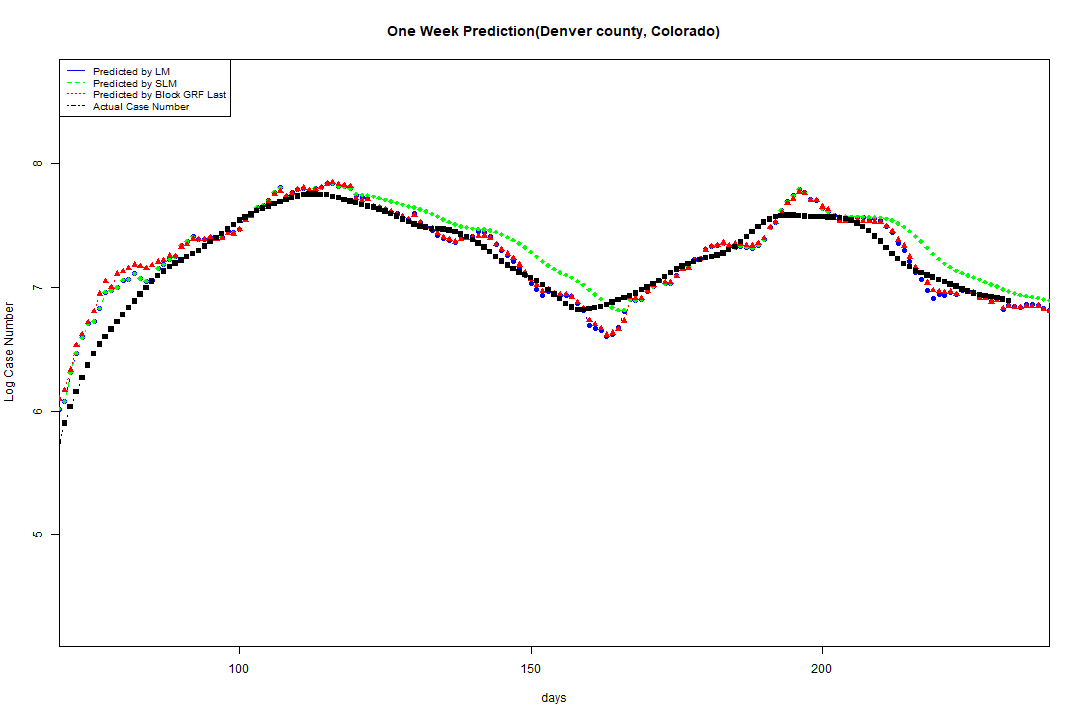 One Week Prediction(Denver county, Colorado)
Predicted by LM
Predicted by SLM
Predicted by Block GRF Last
Actual Case Number
8
7
6
5
Log Case Number
100 150 200
days